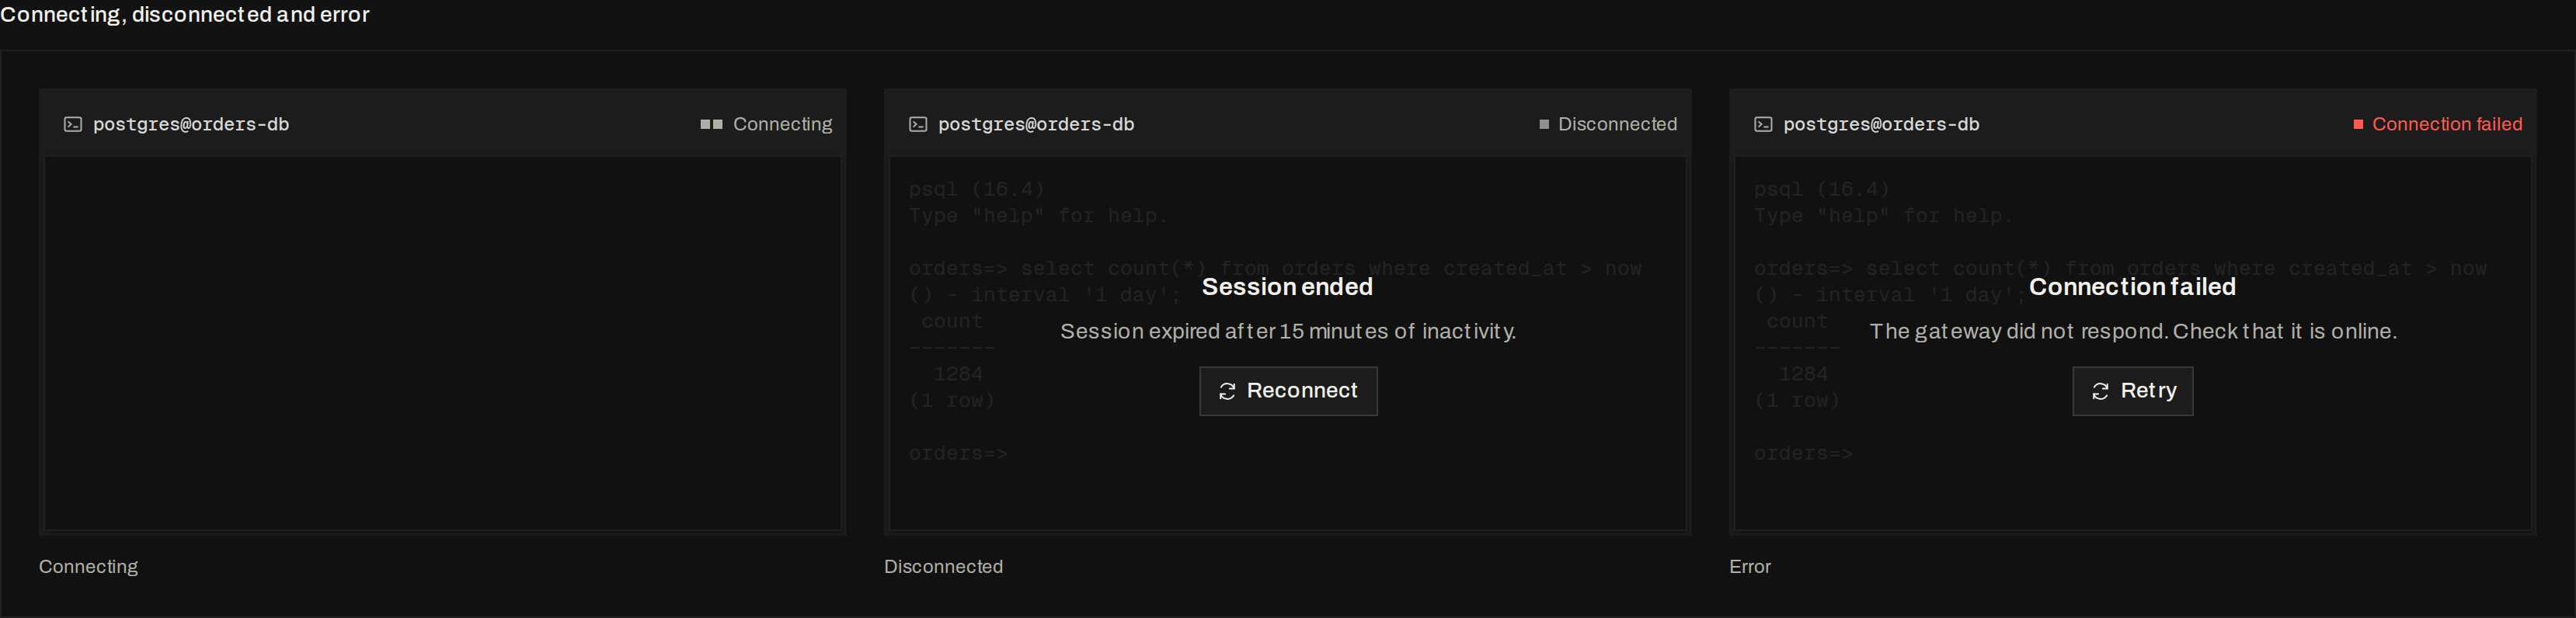 Connecting, disconnected and error
postgres@orders-db
Connecting
Connecting
postgres@orders-db
Disconnected
psql (16.4)
Type "help" for help.
orders=> select count(*) from orders where created_at > now
() - interval '1 day';
count
-------
1284
(1 row)
orders=>
Session ended
Session expired after 15 minutes of inactivity.
Reconnect
Disconnected
postgres@orders-db
Connection failed
psql (16.4)
Type "help" for help.
orders=> select count(*) from orders where created_at > now
() - interval '1 day';
count
-------
1284
(1 row)
orders=>
Connection failed
The gateway did not respond. Check that it is online.
Retry
Error